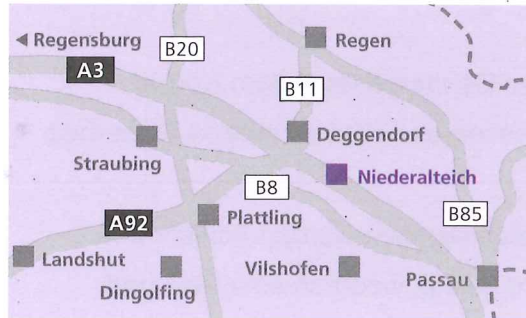 ◄ Regensburg
B20
Regen
A3
B11
Deggendorf
Straubing
Niederalteich
B8
A92
Plattling
B85
Landshut
Vilshofen
Passau
Dingolfing